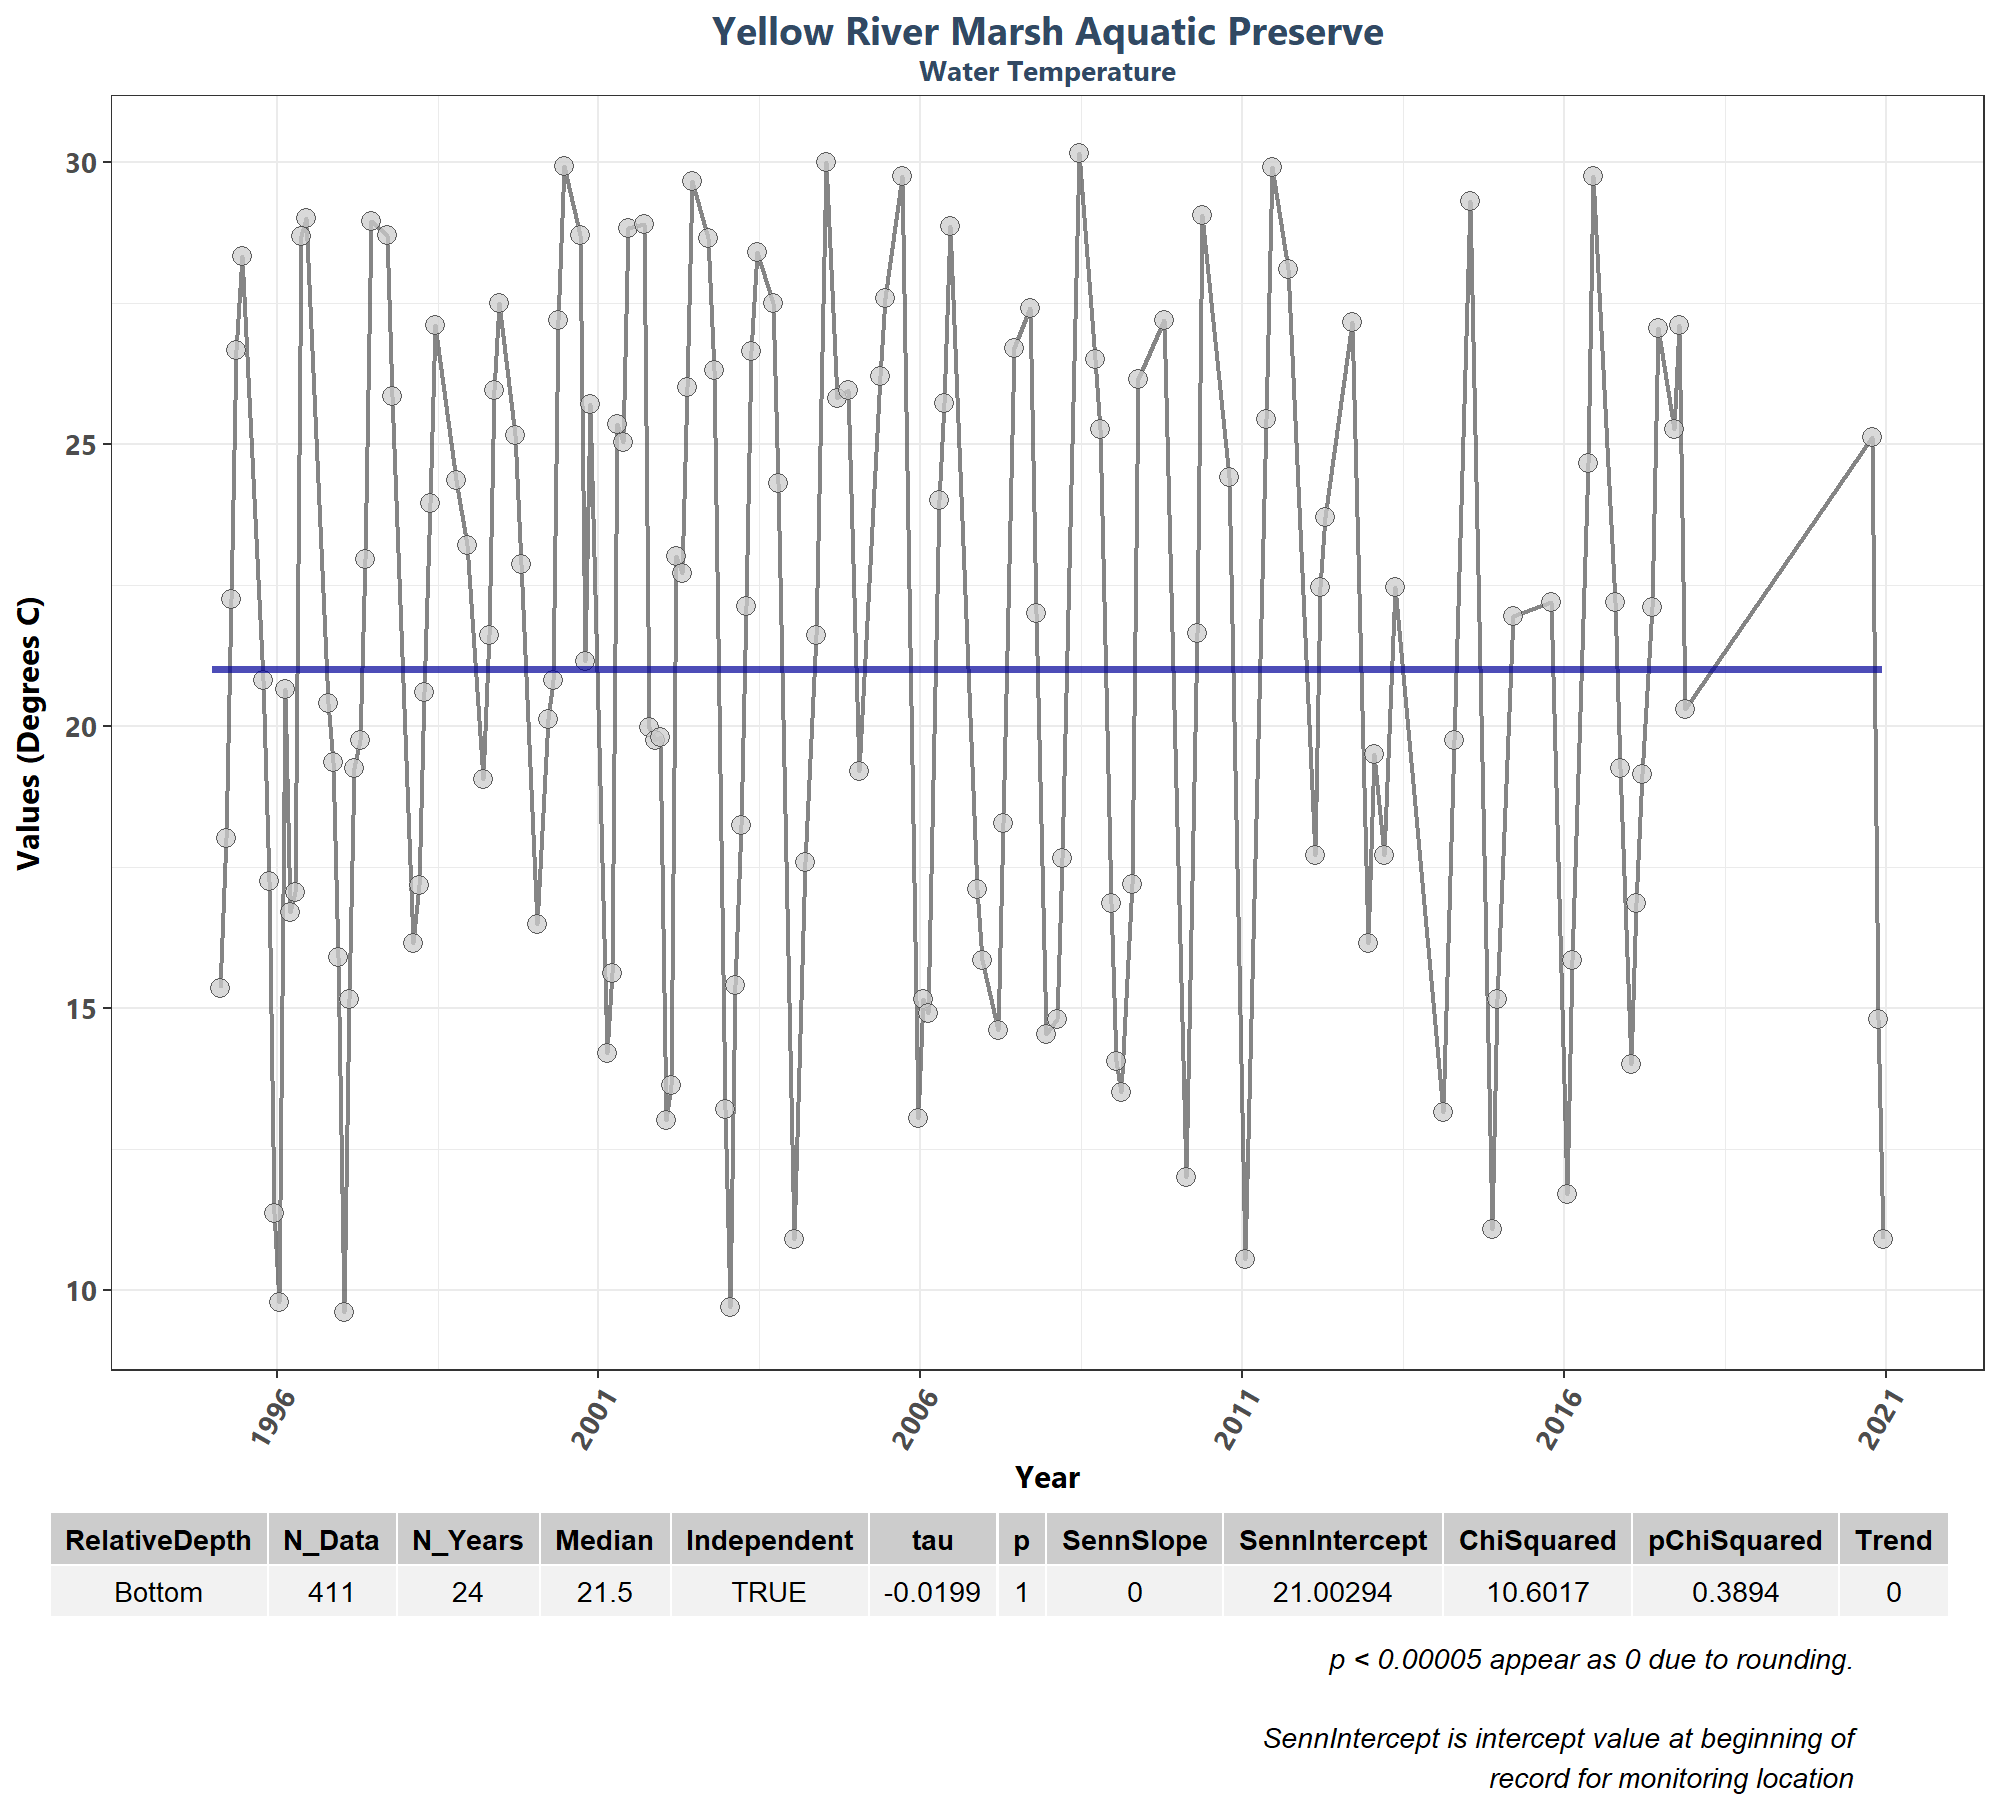 Yellow River Marsh Aquatic Preserve
Water Temperature
Values (Degrees C)
30
25
20
15
10
1996 2001 2006 2011 2016 2021
Year
RelativeDepth N_Data N_Years Median Independent tau p SennSlope SennIntercept ChiSquared pChiSquared Trend
Bottom 411 24 21.5 TRUE -0.0199 1 0 21.00294 10.6017 0.3894 0
p < 0.00005 appear as 0 due to rounding.
SennIntercept is intercept value at beginning of
record for monitoring location